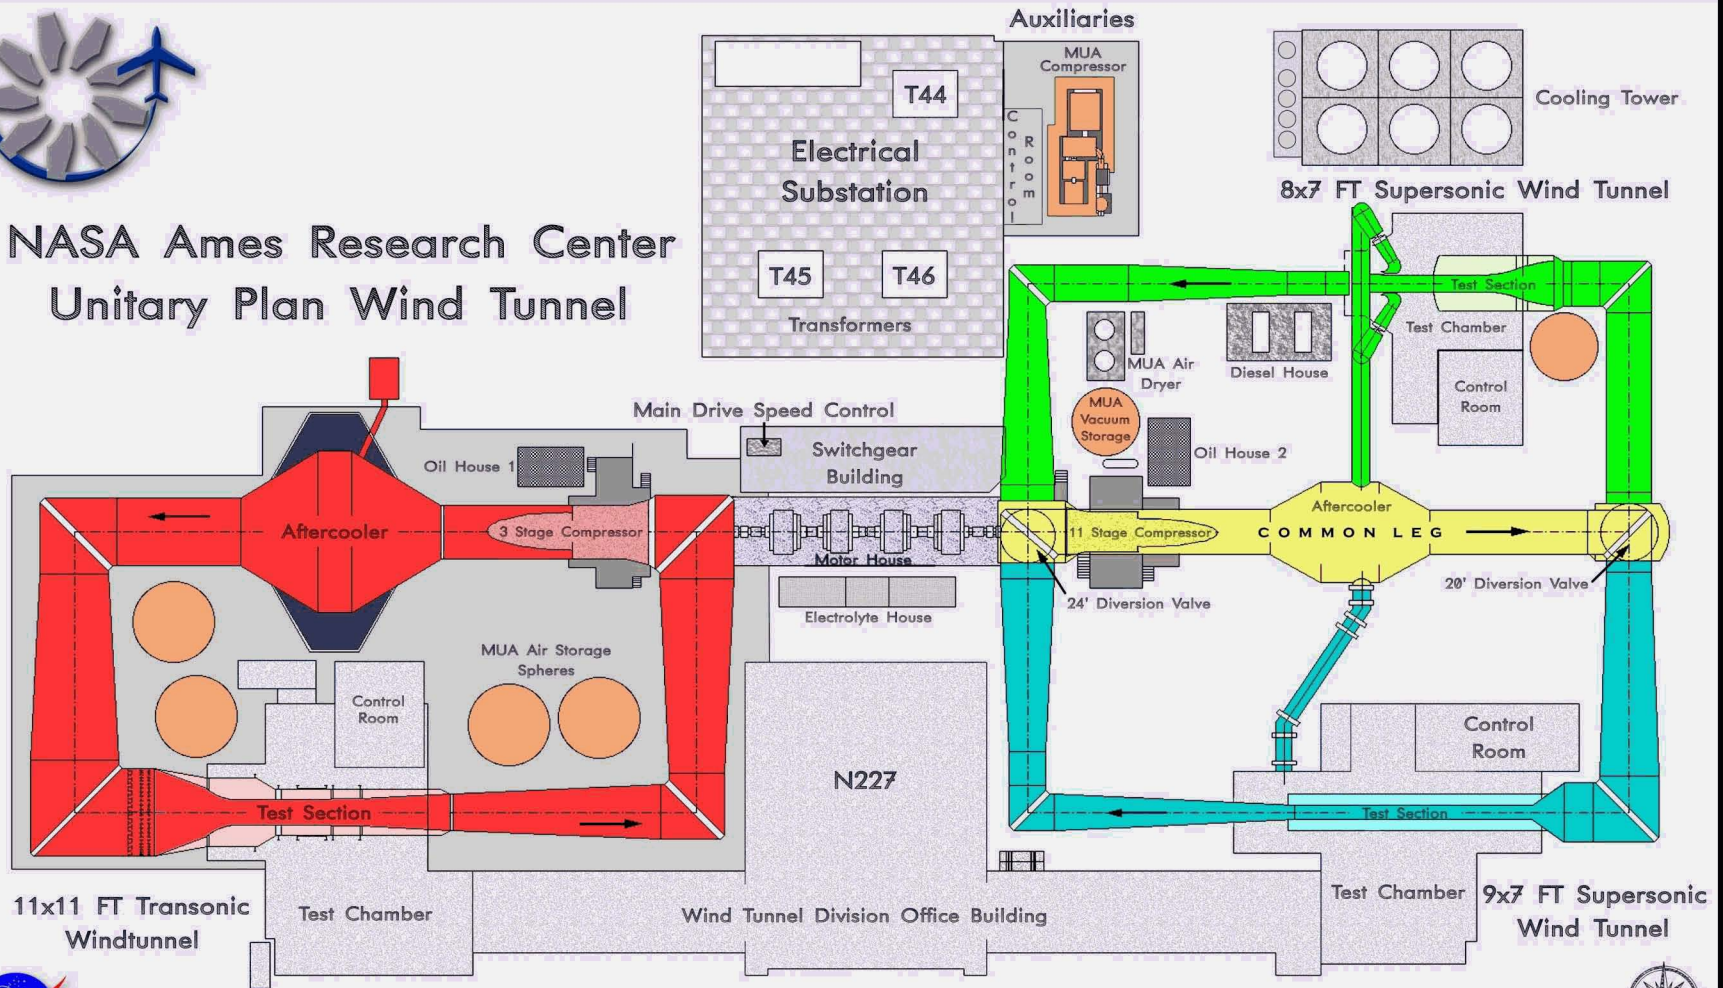 Auxiliaries
MUA
Compressor
T44
Control
Room
Electrical
Substation
T45
T46
Transformers
Cooling Tower
8x7 FT Supersonic Wind Tunnel
NASA Ames Research Center
Unitary Plan Wind Tunnel
Test Section
Test Chamber
Control
Room
MUA Air
Dryer
Diesel House
MUA
Vacuum
Storage
Oil House 2
Main Drive Speed Control
Switchgear
Building
Oil House 1
Aftercooler
3 Stage Compressor
Motor House
Electrolyte House
11 Stage Compressor
Aftercooler
COMMON LEG
24' Diversion Valve
20' Diversion Valve
MUA Air Storage
Spheres
Control
Room
Test Section
N227
Control
Room
Test Section
11x11 FT Transonic
Windtunnel
Test Chamber
Wind Tunnel Division Office Building
Test Chamber
9x7 FT Supersonic
Wind Tunnel